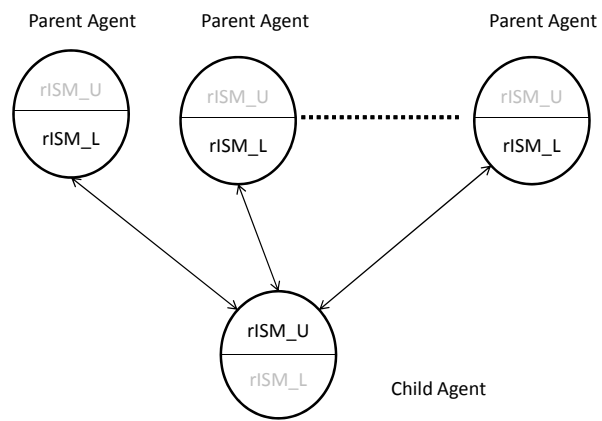 Parent Agent Parent Agent Parent Agent
rISM_U rISM_U rISM_U
rISM_L rISM_L rISM_L
rISM_U
rISM_L
Child Agent